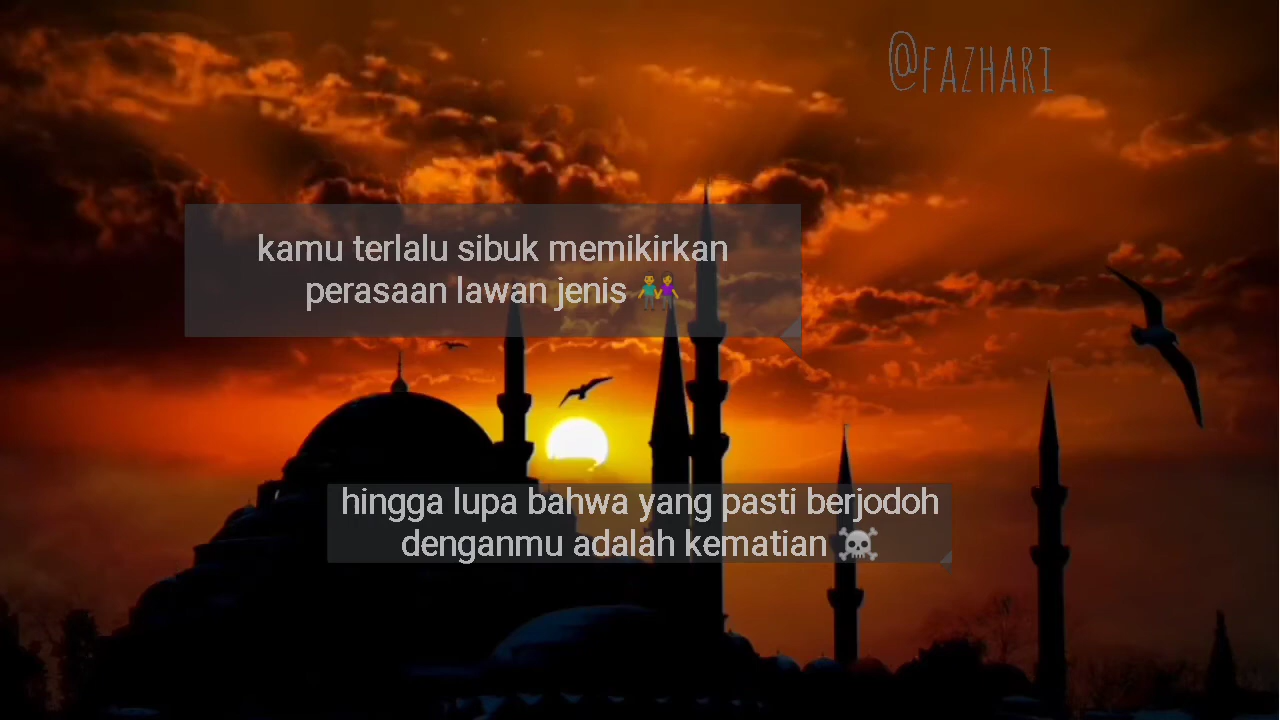 @FAZHARI
kamu terlalu sibuk memikirkan
perasaan lawan jenis 👫
hingga lupa bahwa yang pasti berjodoh
denganmu adalah kematian ☠️